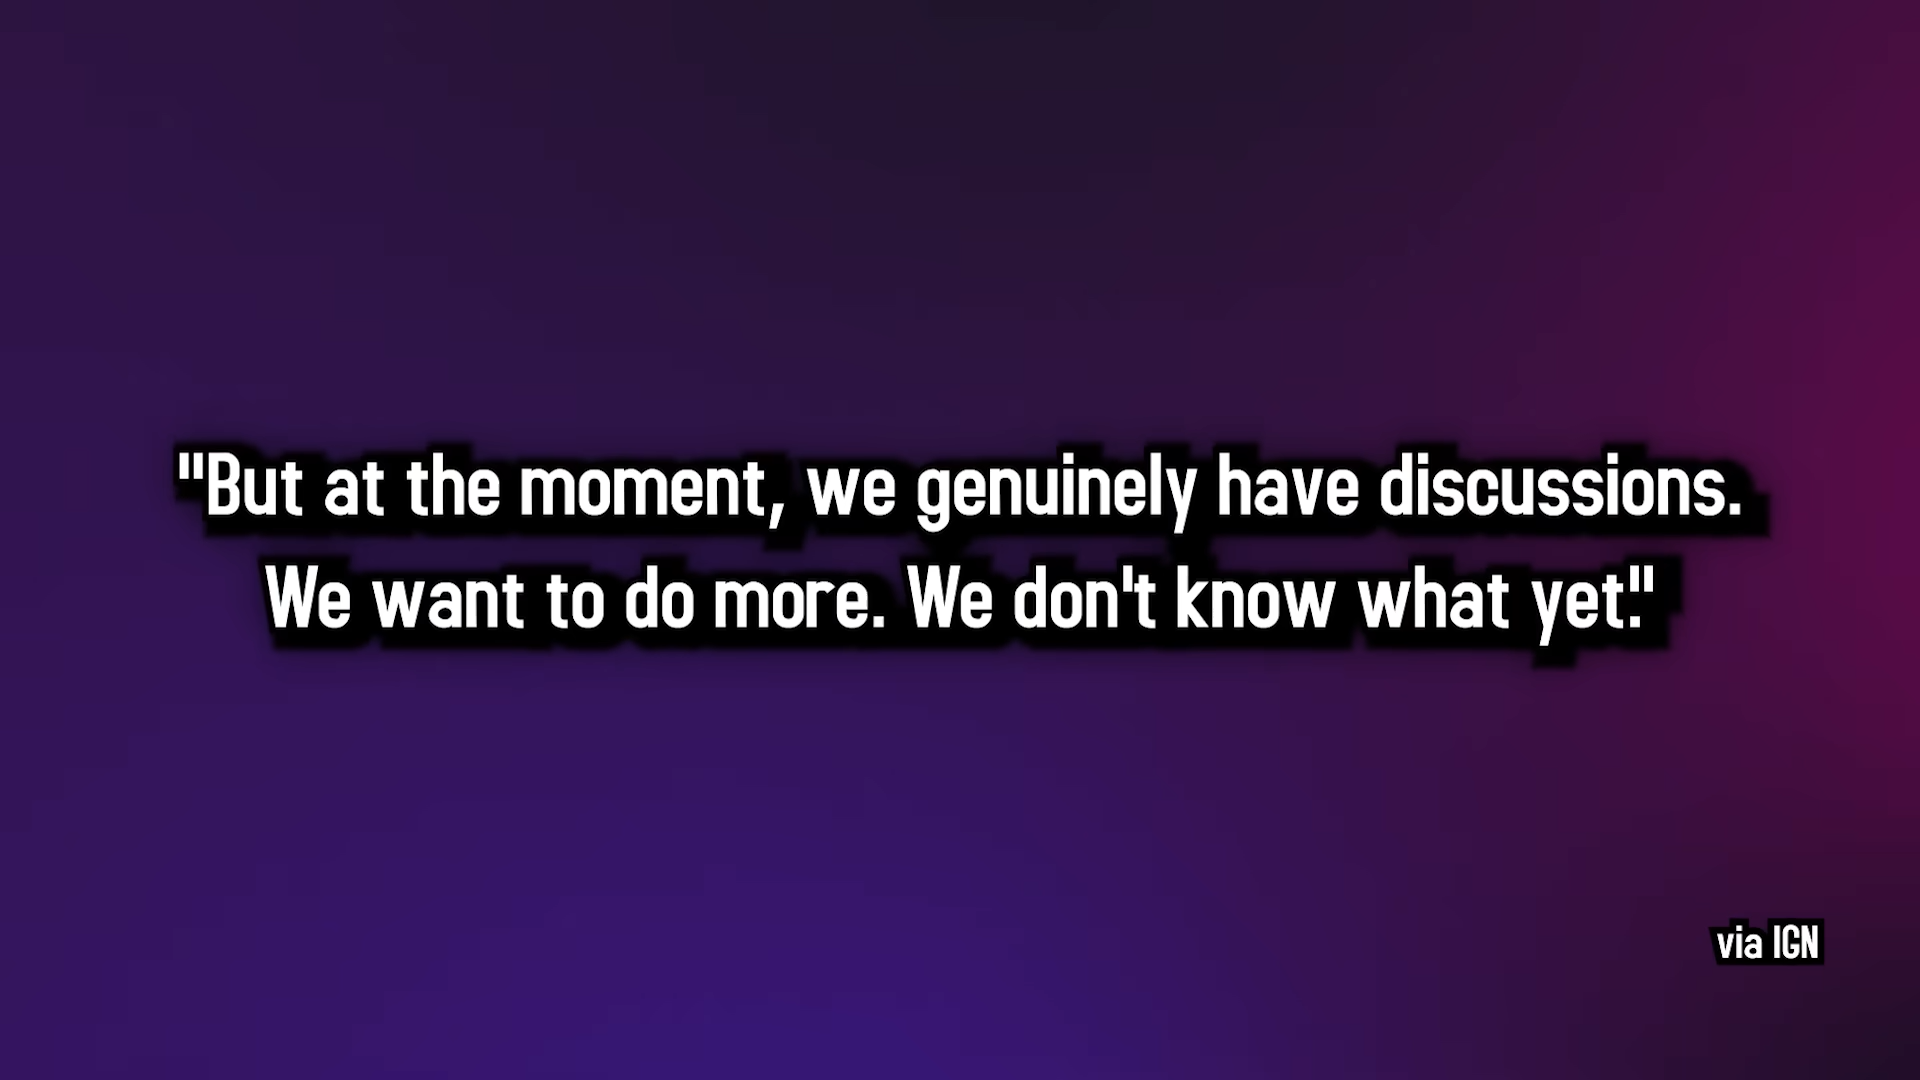 "But at the moment, we genuinely have discussions.
We want to do more. We don't know what yet."
via IGN